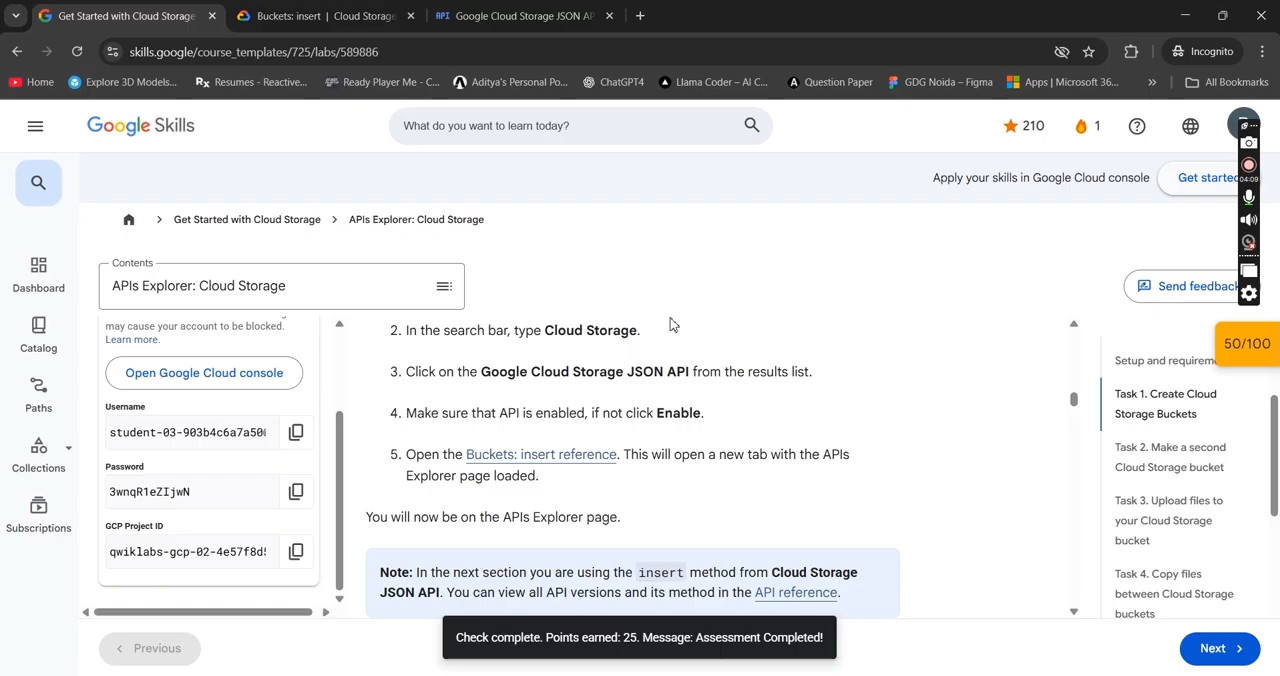 Get Started with Cloud Storage
Buckets: insert | Cloud Storage
API Google Cloud Storage JSON AP
skills.google/course_templates/725/labs/589886
Incognito
Home
Explore 3D Models...
Rx Resumes - Reactive...
Ready Player Me - C...
Aditya's Personal Po...
ChatGPT4
Llama Coder – AI C...
Question Paper
GDG Noida – Figma
Apps | Microsoft 36...
All Bookmarks
Google Skills
What do you want to learn today?
210
1
Apply your skills in Google Cloud console
Get started
04:09
Get Started with Cloud Storage > APIs Explorer: Cloud Storage
Contents
APIs Explorer: Cloud Storage
Send feedback
50/100
Dashboard
Catalog
Paths
Collections
Subscriptions
may cause your account to be blocked.
Learn more.
Open Google Cloud console
Username
student-03-903b4c6a7a50
Password
3wnqR1eZIjwN
GCP Project ID
qwiklabs-gcp-02-4e57f8d
2. In the search bar, type Cloud Storage.
3. Click on the Google Cloud Storage JSON API from the results list.
4. Make sure that API is enabled, if not click Enable.
5. Open the Buckets: insert reference. This will open a new tab with the APIs
Explorer page loaded.
You will now be on the APIs Explorer page.
Note: In the next section you are using the insert method from Cloud Storage
JSON API. You can view all API versions and its method in the API reference.
Setup and requirem
Task 1. Create Cloud
Storage Buckets
Task 2. Make a second
Cloud Storage bucket
Task 3. Upload files to
your Cloud Storage
bucket
Task 4. Copy files
between Cloud Storage
buckets
Check complete. Points earned: 25. Message: Assessment Completed!
Previous
Next